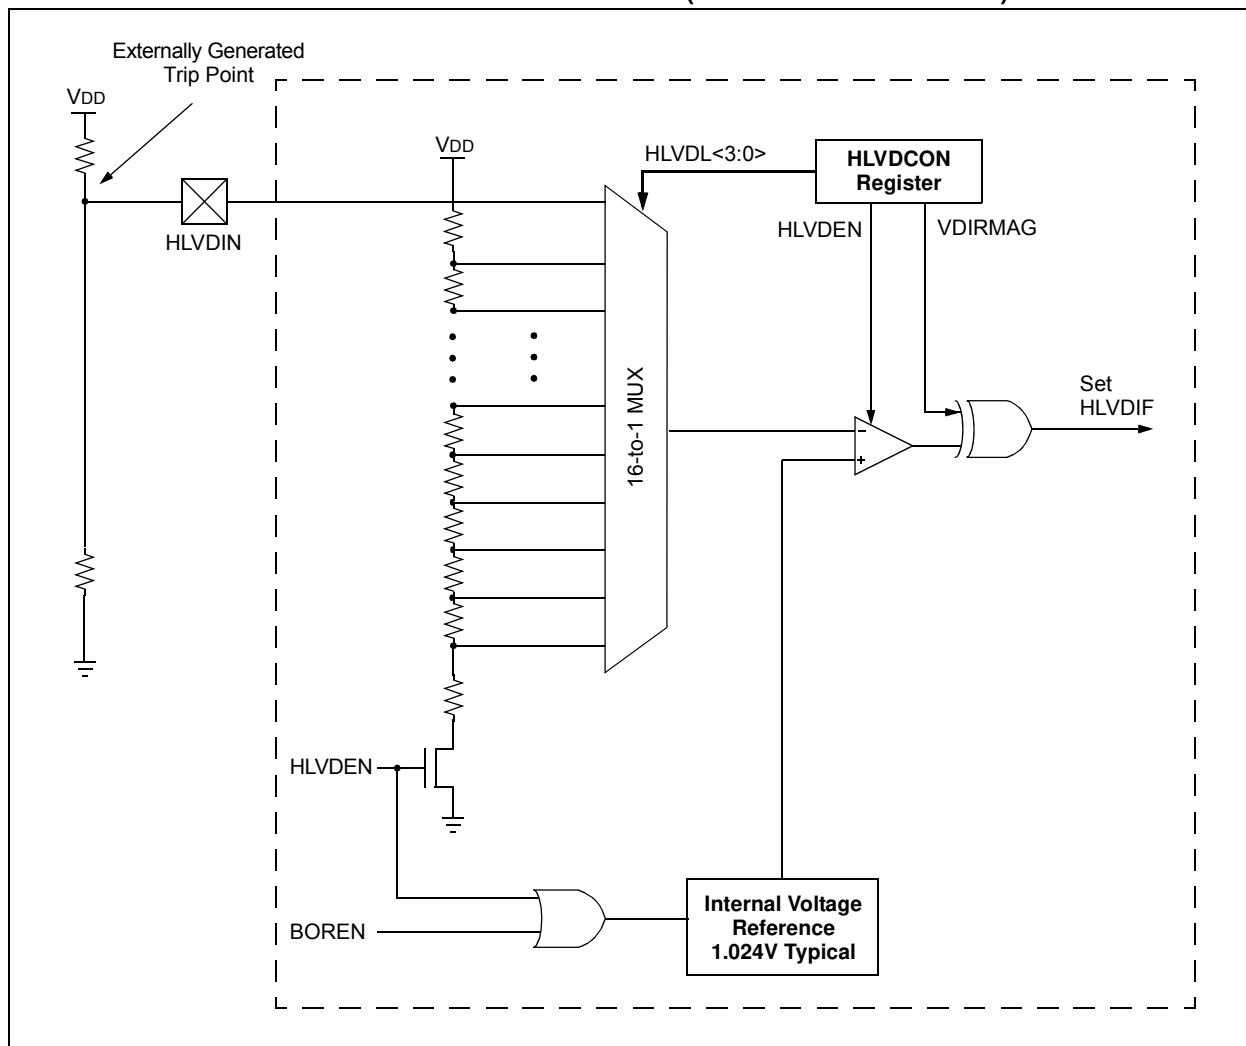 Externally Generated
Trip Point
VDD
VDD
HLVDL<3:0>
HLVDCON
Register
HLVDEN
VDIRMAG
HLVDIN
16-to-1 MUX
–
+
Set
HLVDIF
HLVDEN
BOREN
Internal Voltage
Reference
1.024V Typical